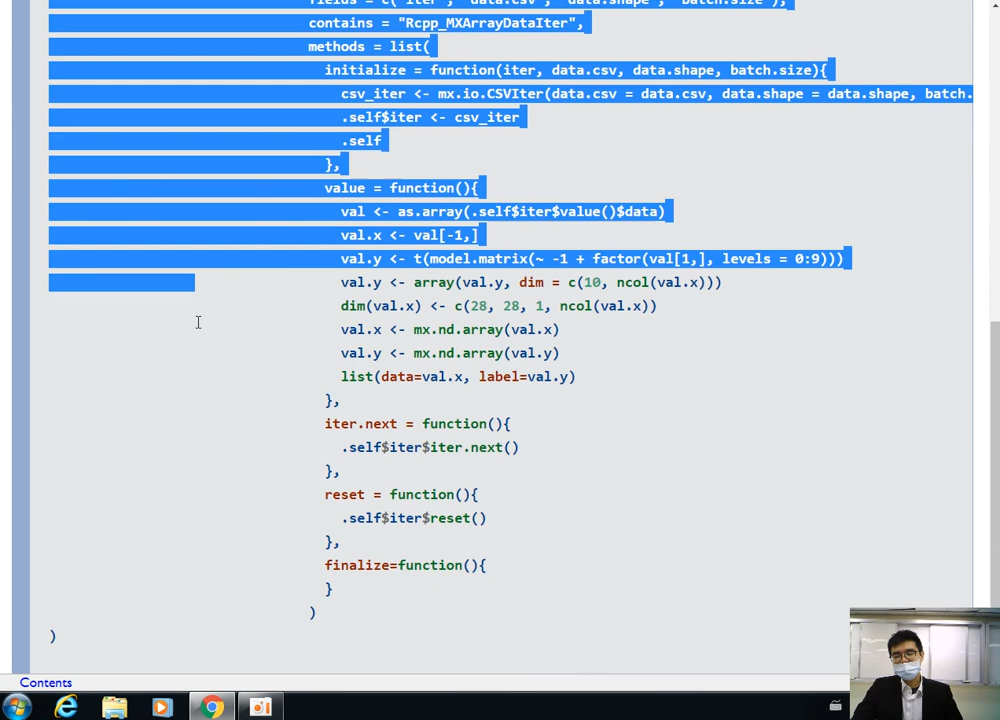 fields = c("iter", "data.csv", "data.shape", "batch.size"),
contains = "Rcpp_MXArrayDataIter",
methods = list(
initialize = function(iter, data.csv, data.shape, batch.size){
csv_iter <- mx.io.CSVIter(data.csv = data.csv, data.shape = data.shape, batch.
.self$iter <- csv_iter
.self
},
value = function(){
val <- as.array(.self$iter$value()$data)
val.x <- val[-1,]
val.y <- t(model.matrix(~ -1 + factor(val[1,], levels = 0:9)))
val.y <- array(val.y, dim = c(10, ncol(val.x)))
dim(val.x) <- c(28, 28, 1, ncol(val.x))
val.x <- mx.nd.array(val.x)
val.y <- mx.nd.array(val.y)
list(data=val.x, label=val.y)
},
iter.next = function(){
.self$iter$iter.next()
},
reset = function(){
.self$iter$reset()
},
finalize=function(){
}
)
)
Contents